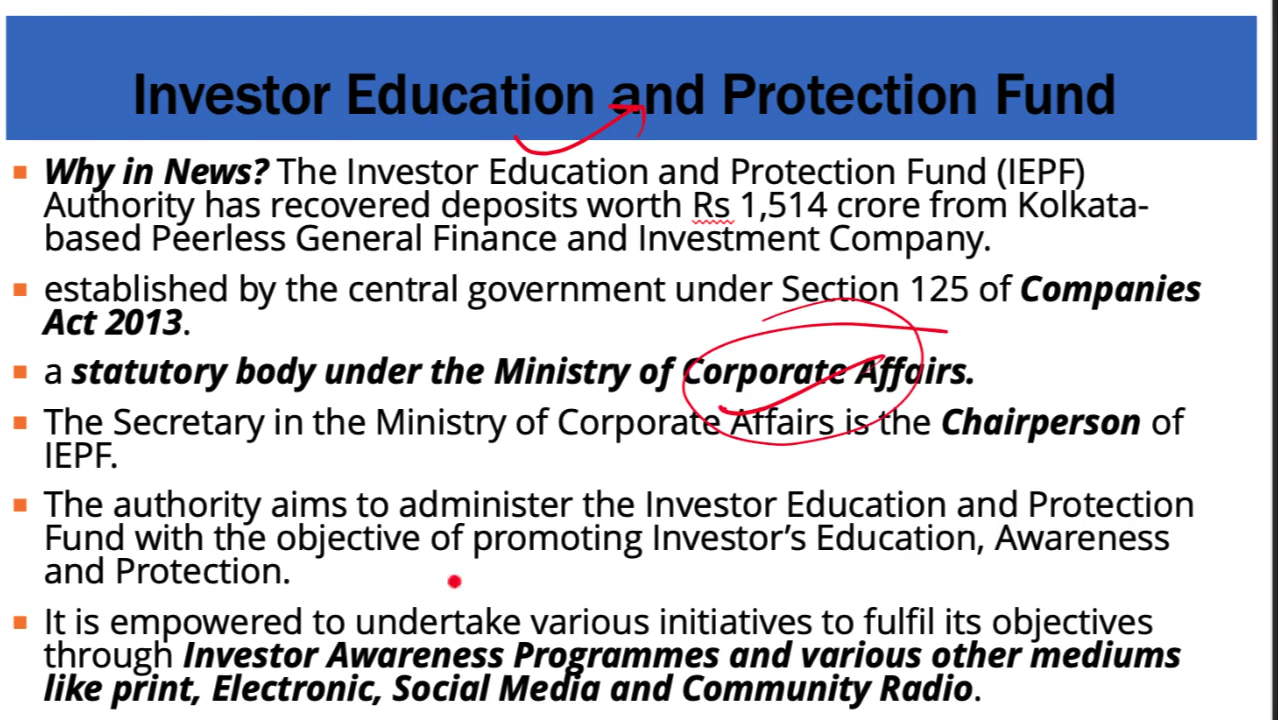 Investor Education and Protection Fund
Why in News? The Investor Education and Protection Fund (IEPF)
Authority has recovered deposits worth Rs 1,514 crore from Kolkata-
based Peerless General Finance and Investment Company.
established by the central government under Section 125 of Companies
Act 2013.
a statutory body under the Ministry of Corporate Affairs.
The Secretary in the Ministry of Corporate Affairs is the Chairperson of
IEPF.
The authority aims to administer the Investor Education and Protection
Fund with the objective of promoting Investor’s Education, Awareness
and Protection.
It is empowered to undertake various initiatives to fulfil its objectives
through Investor Awareness Programmes and various other mediums
like print, Electronic, Social Media and Community Radio.